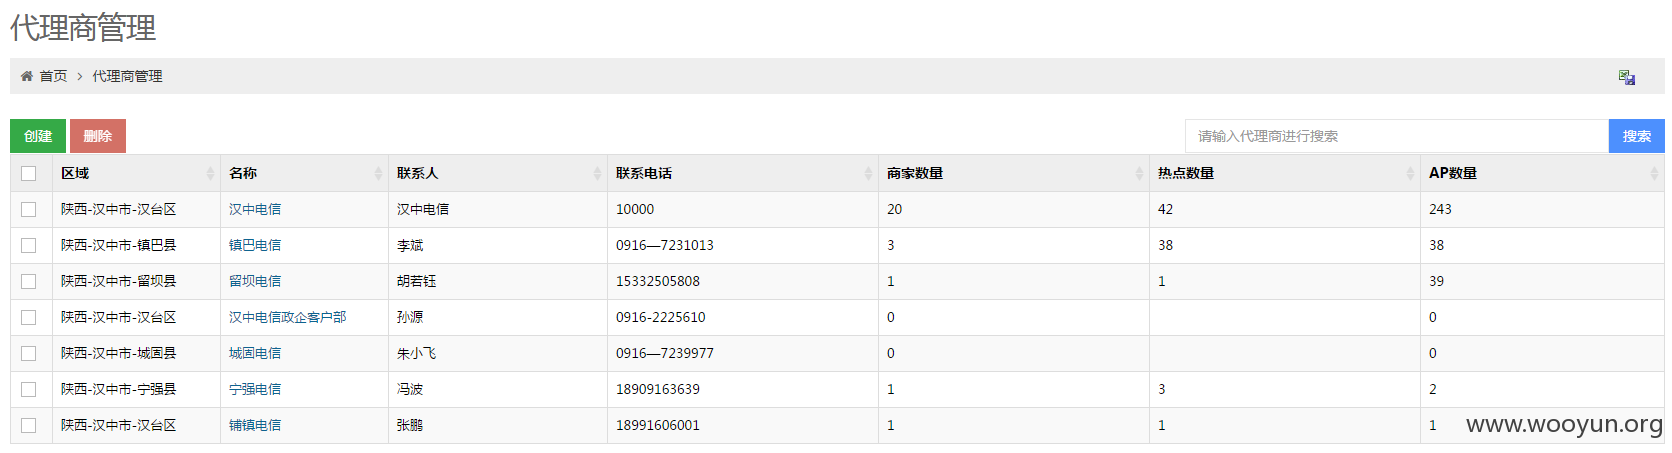 代理商管理
首页 > 代理商管理
创建 删除 请输入代理商进行搜索 搜索
区域 名称 联系人 联系电话 商家数量 热点数量 AP数量
陕西-汉中市-汉台区 汉中电信 汉中电信 10000 20 42 243
陕西-汉中市-镇巴县 镇巴电信 李斌 0916—7231013 3 38 38
陕西-汉中市-留坝县 留坝电信 胡若钰 15332505808 1 1 39
陕西-汉中市-汉台区 汉中电信政企客户部 孙源 0916-2225610 0 0
陕西-汉中市-城固县 城固电信 朱小飞 0916—7239977 0 0
陕西-汉中市-宁强县 宁强电信 冯波 18909163639 1 3 2
陕西-汉中市-汉台区 铺镇电信 张鹏 18991606001 1 1 1
www.wooyun.org